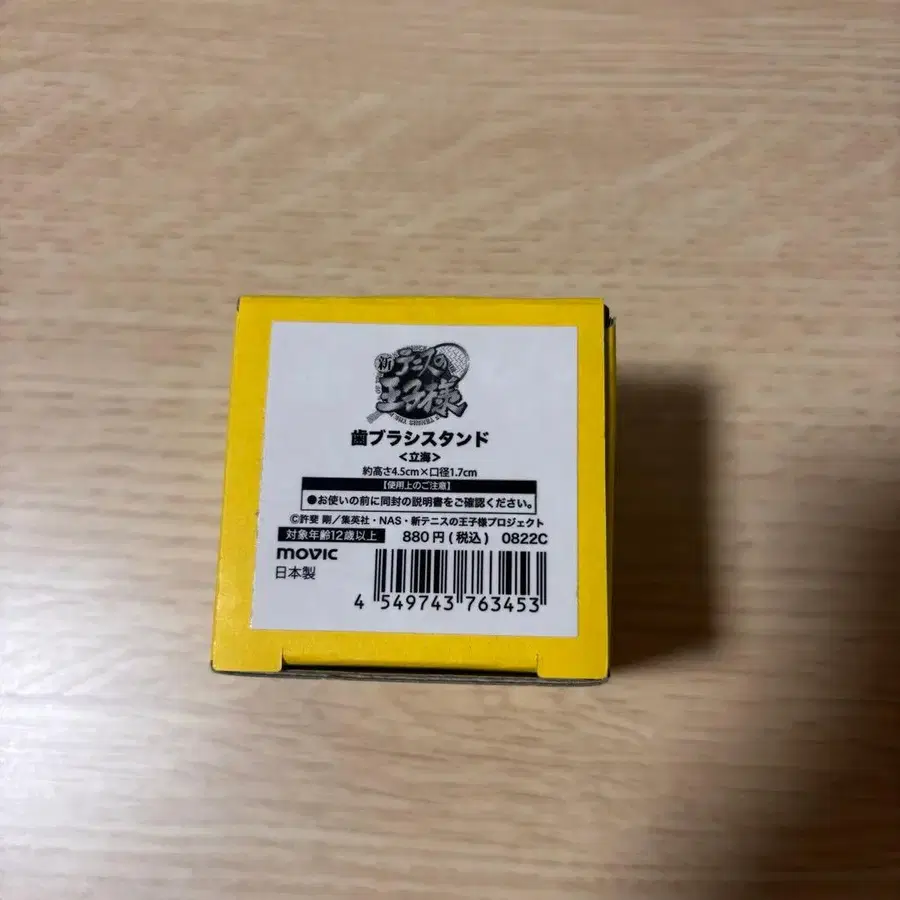 新テニスの
王子様
歯ブラシスタンド
<立海>
約高さ4.5cm×口径1.7cm
【使用上のご注意】
●お使いの前に同封の説明書をご確認ください。
©許斐 剛／集英社・NAS・新テニスの王子様プロジェクト
対象年齢12歳以上 880円(税込) 0822C
movic
日本製
4 549743 763453